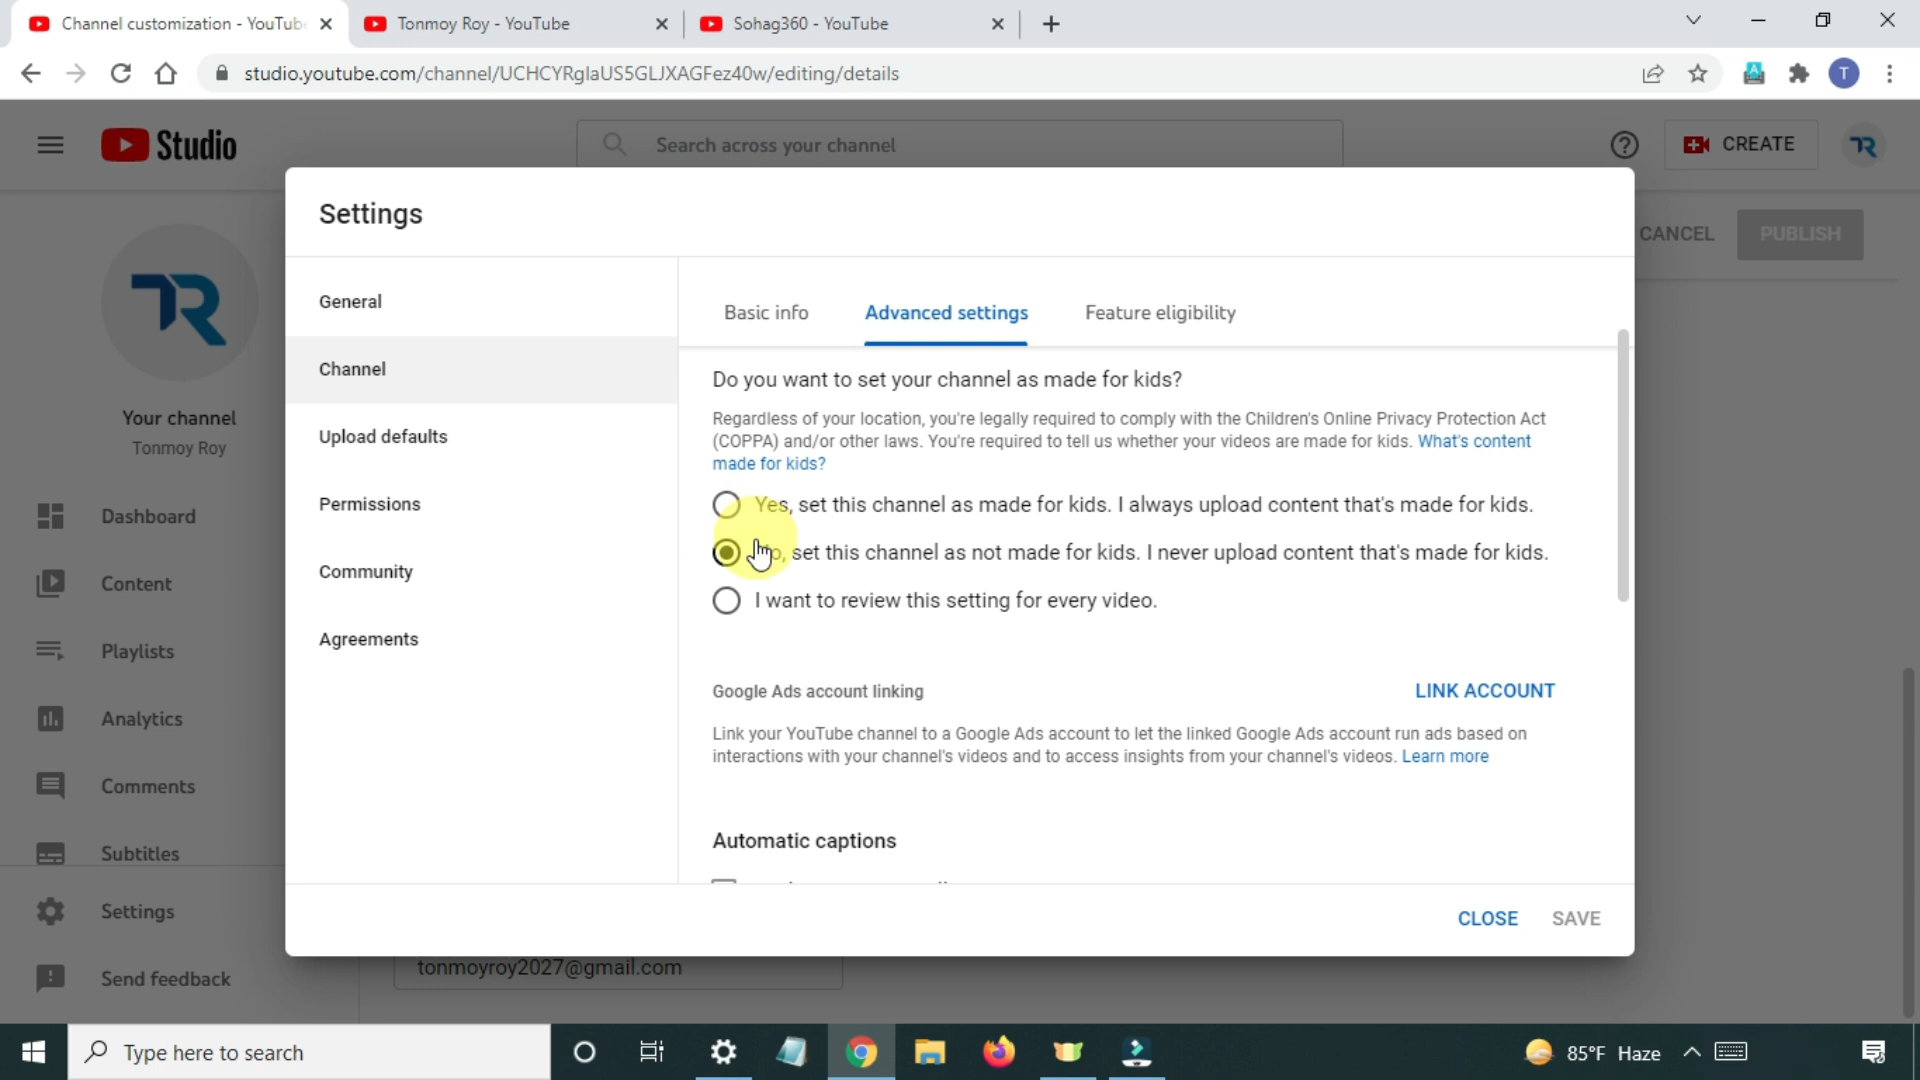 Channel customization - YouTube
Tonmoy Roy - YouTube
Sohag360 - YouTube
studio.youtube.com/channel/UCHCYRglaUS5GLJXAGFez40w/editing/details
T
Studio
Search across your channel
CREATE
TR
CANCEL
PUBLISH
TR
Your channel
Tonmoy Roy
Dashboard
Content
Playlists
Analytics
Comments
Subtitles
Settings
Send feedback
Settings
General
Channel
Upload defaults
Permissions
Community
Agreements
Basic info
Advanced settings
Feature eligibility
Do you want to set your channel as made for kids?
Regardless of your location, you're legally required to comply with the Children's Online Privacy Protection Act
(COPPA) and/or other laws. You're required to tell us whether your videos are made for kids. What's content
made for kids?
Yes, set this channel as made for kids. I always upload content that's made for kids.
No, set this channel as not made for kids. I never upload content that's made for kids.
I want to review this setting for every video.
Google Ads account linking
LINK ACCOUNT
Link your YouTube channel to a Google Ads account to let the linked Google Ads account run ads based on
interactions with your channel's videos and to access insights from your channel's videos. Learn more
Automatic captions
CLOSE
SAVE
tonmoyroy2027@gmail.com
Type here to search
85°F Haze